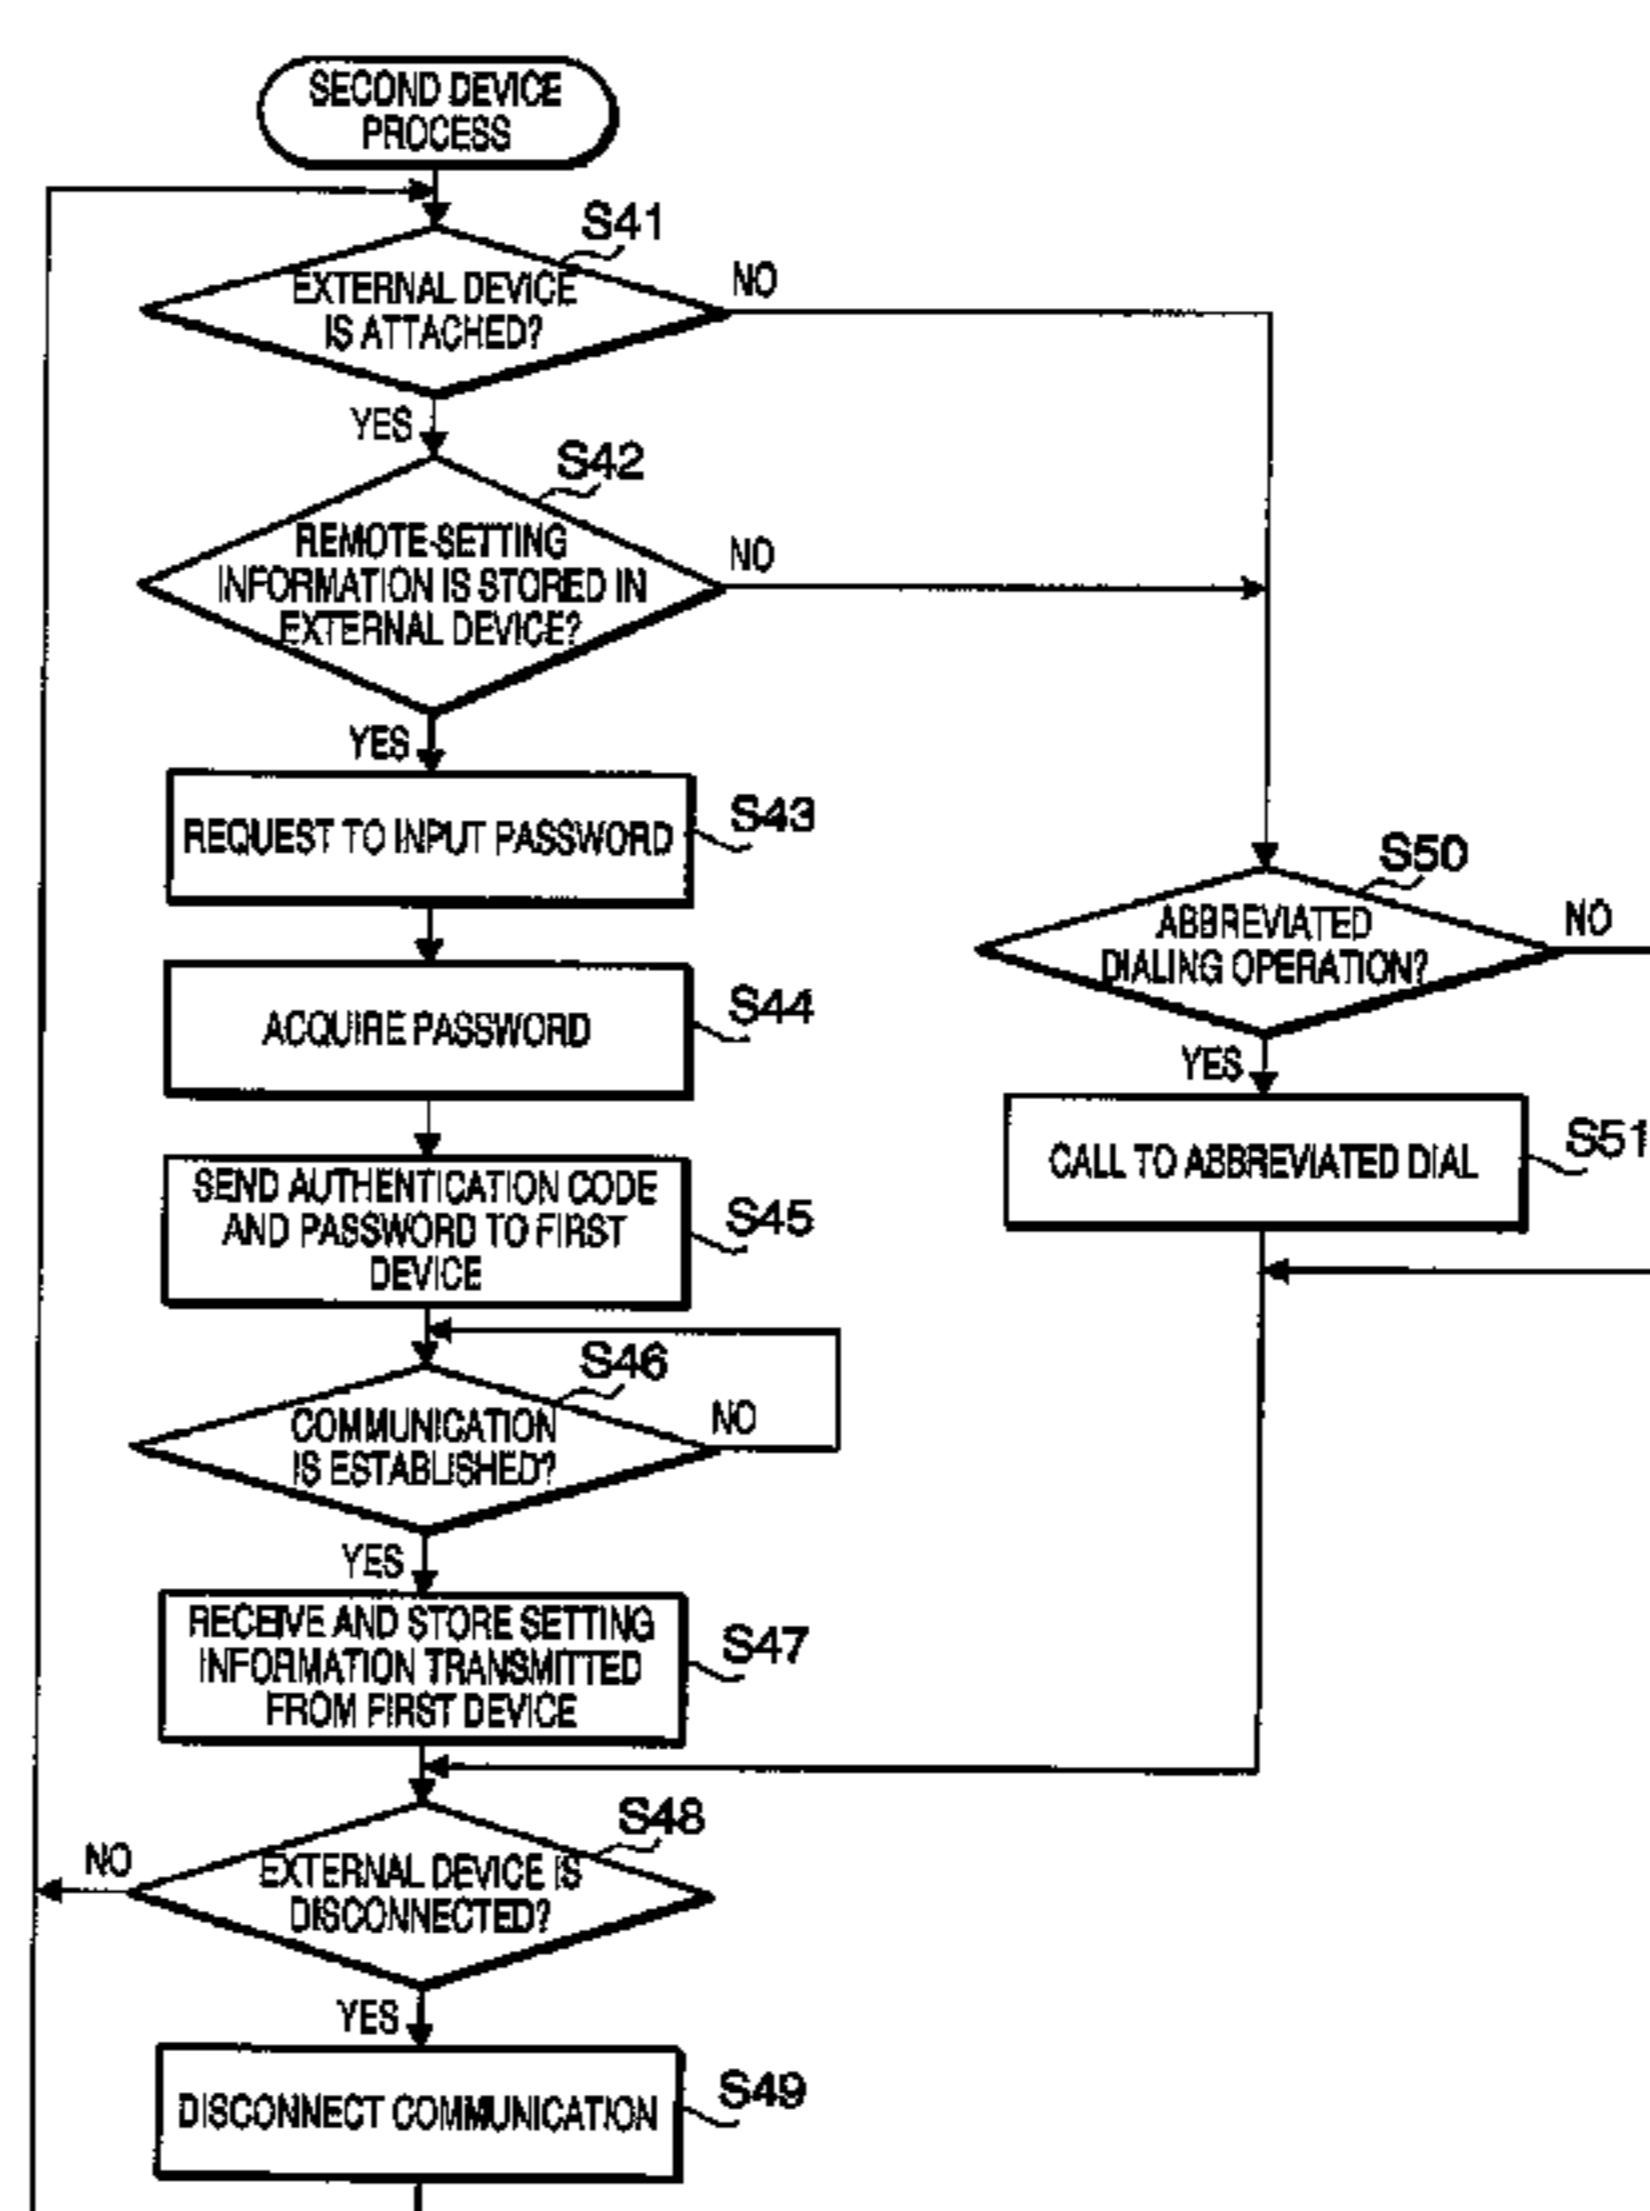 SECOND DEVICE
PROCESS
S41
EXTERNAL DEVICE
IS ATTACHED?
NO
YES
S42
REMOTE-SETTING
INFORMATION IS STORED IN
EXTERNAL DEVICE?
NO
YES
REQUEST TO INPUT PASSWORD
S43
ACQUIRE PASSWORD
S44
SEND AUTHENTICATION CODE
AND PASSWORD TO FIRST
DEVICE
S45
S46
COMMUNICATION
IS ESTABLISHED?
NO
YES
RECEIVE AND STORE SETTING
INFORMATION TRANSMITTED
FROM FIRST DEVICE
S47
S48
EXTERNAL DEVICE IS
DISCONNECTED?
NO
YES
DISCONNECT COMMUNICATION
S49
S50
ABBREVIATED
DIALING OPERATION?
NO
YES
CALL TO ABBREVIATED DIAL
S51